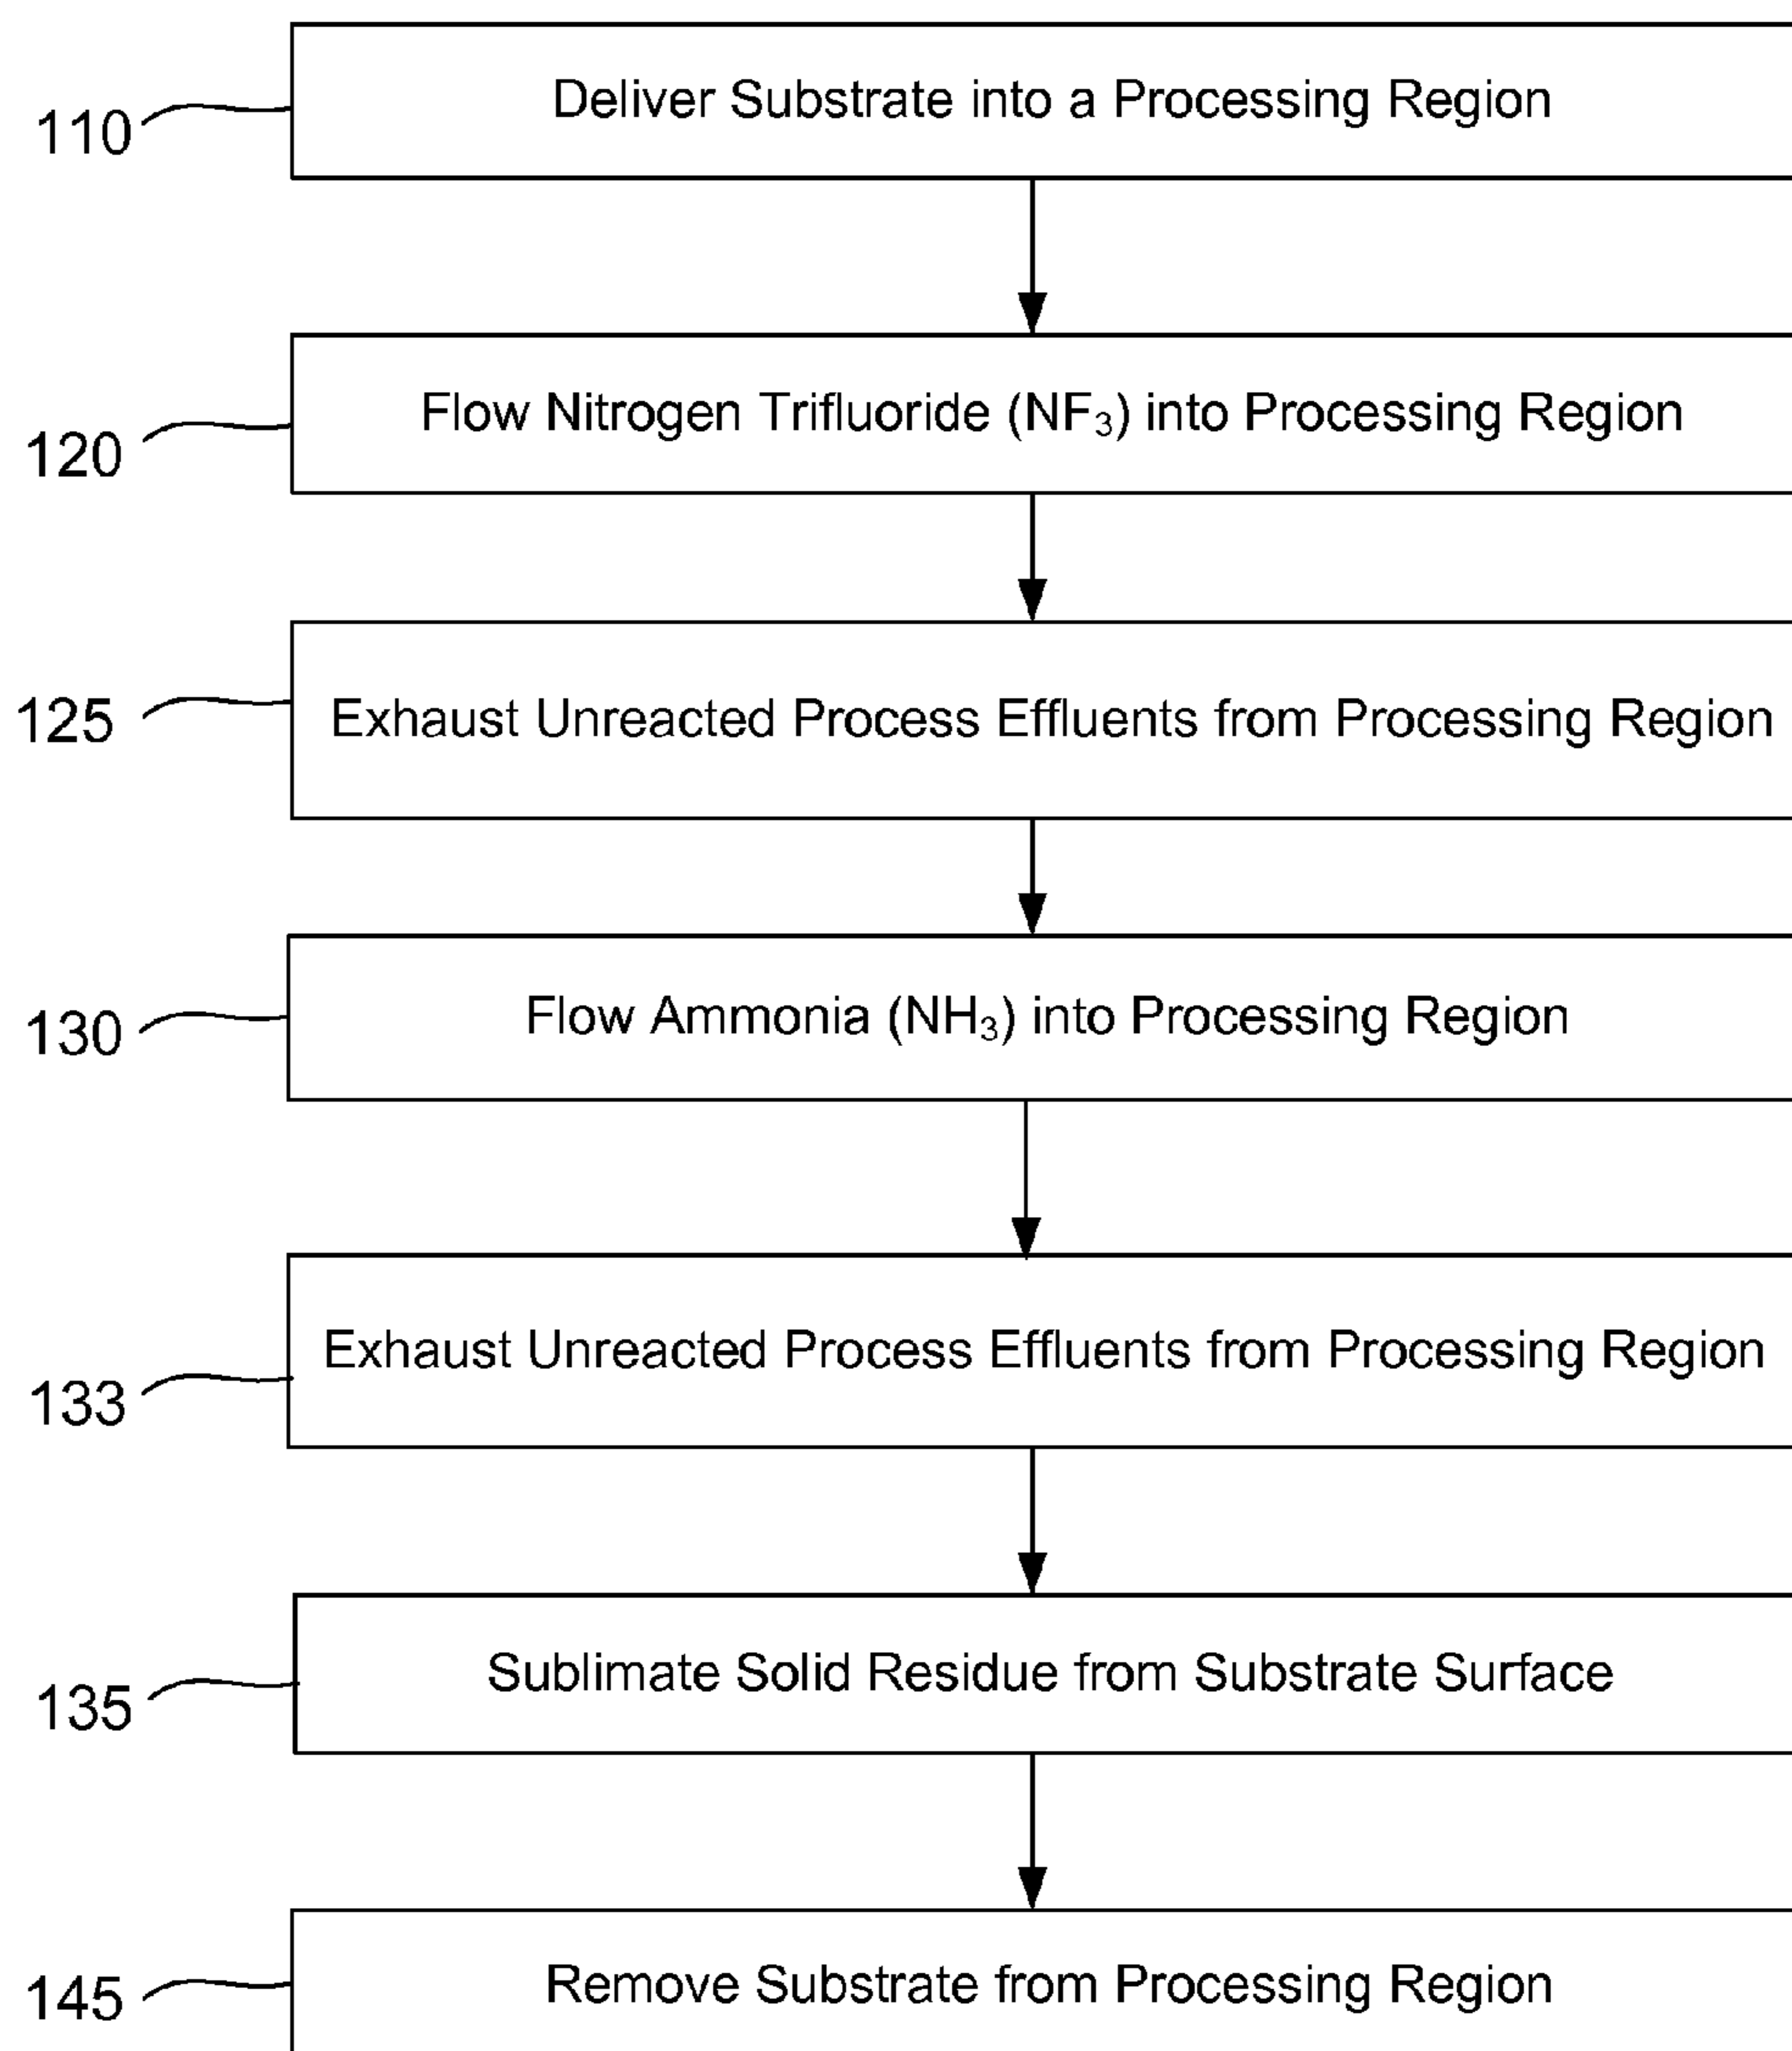 110
Deliver Substrate into a Processing Region
120
Flow Nitrogen Trifluoride (NF₃) into Processing Region
125
Exhaust Unreacted Process Effluents from Processing Region
130
Flow Ammonia (NH₃) into Processing Region
133
Exhaust Unreacted Process Effluents from Processing Region
135
Sublimate Solid Residue from Substrate Surface
145
Remove Substrate from Processing Region